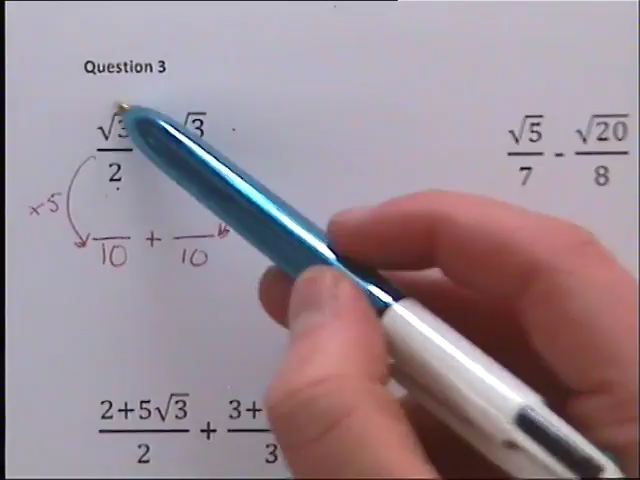 Question 3
√3/2 √3
√5/7 - √20/8
×5
/10 + /10
2+5√3/2 + 3+/3